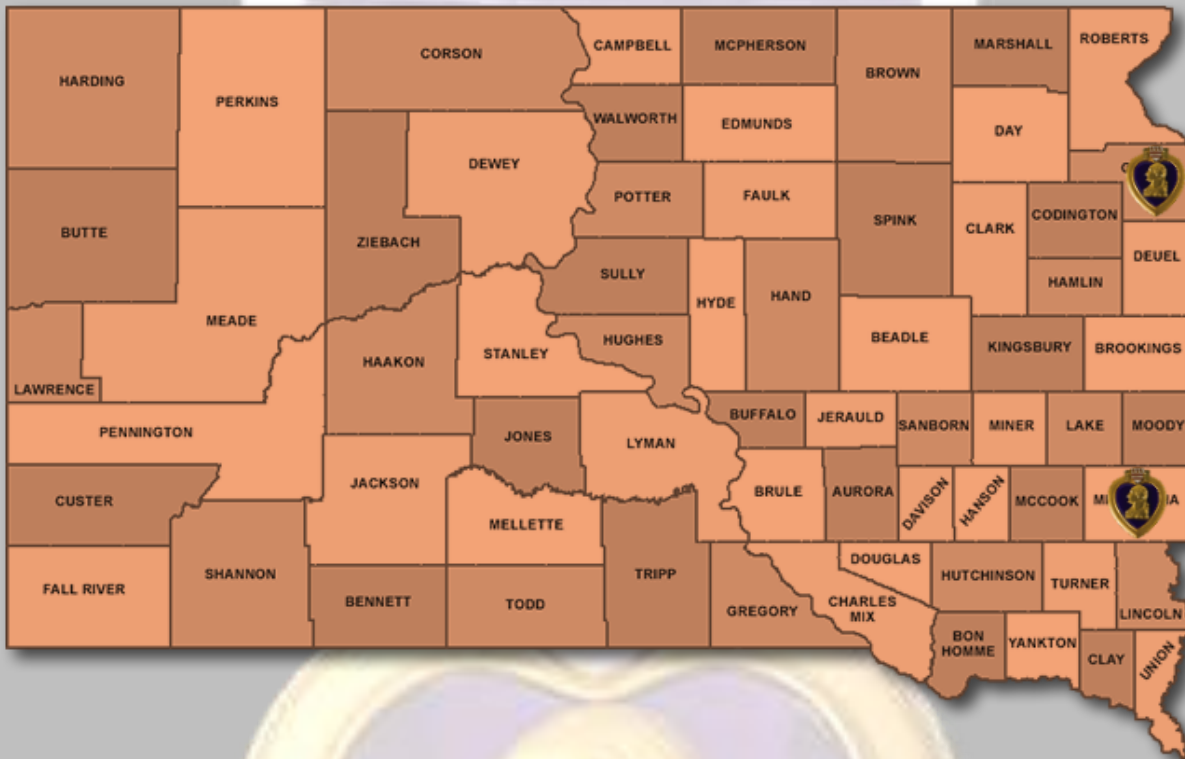 HARDING
PERKINS
CORSON
CAMPBELL
MCPHERSON
BROWN
MARSHALL
ROBERTS
WALWORTH
EDMUNDS
DAY
DEWEY
BUTTE
ZIEBACH
POTTER
FAULK
SPINK
CLARK
CODINGTON
DEUEL
MEADE
SULLY
HYDE
HAND
HAMLIN
HAAKON
STANLEY
HUGHES
BEADLE
KINGSBURY
BROOKINGS
LAWRENCE
PENNINGTON
JONES
LYMAN
BUFFALO
JERAULD
SANBORN
MINER
LAKE
MOODY
CUSTER
JACKSON
MELLETTE
BRULE
AURORA
DAVISON
HANSON
MCCOOK
FALL RIVER
SHANNON
BENNETT
TODD
TRIPP
GREGORY
CHARLES
MIX
DOUGLAS
HUTCHINSON
TURNER
LINCOLN
BON
HOMME
YANKTON
CLAY
UNION